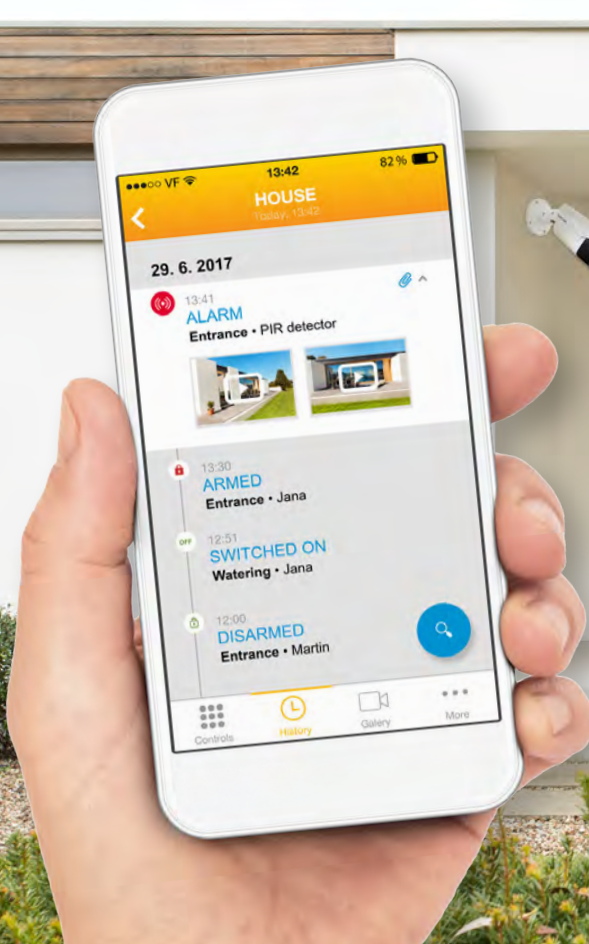 VF 13:42 82%
HOUSE
Today, 13:42
29. 6. 2017
13:41
ALARM
Entrance • PIR detector
13:30
ARMED
Entrance • Jana
OFF 12:51
SWITCHED ON
Watering • Jana
12:00
DISARMED
Entrance • Martin
Controls History Galery More